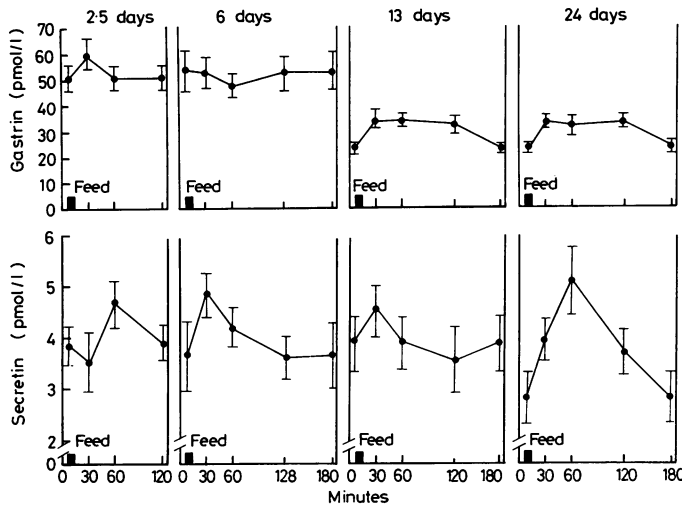 2·5 days 6 days 13 days 24 days
Gastrin (pmol/l)
70
60
50
40
30
20
10
0
Feed Feed Feed Feed
Secretin (pmol/l)
6
5
4
3
2
0
Feed Feed Feed Feed
0 30 60 120 0 30 60 128 180 0 30 60 120 180 0 30 60 120 180
Minutes